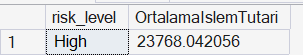 risk_level OrtalamaIslemTutari
1 High 23768.042056